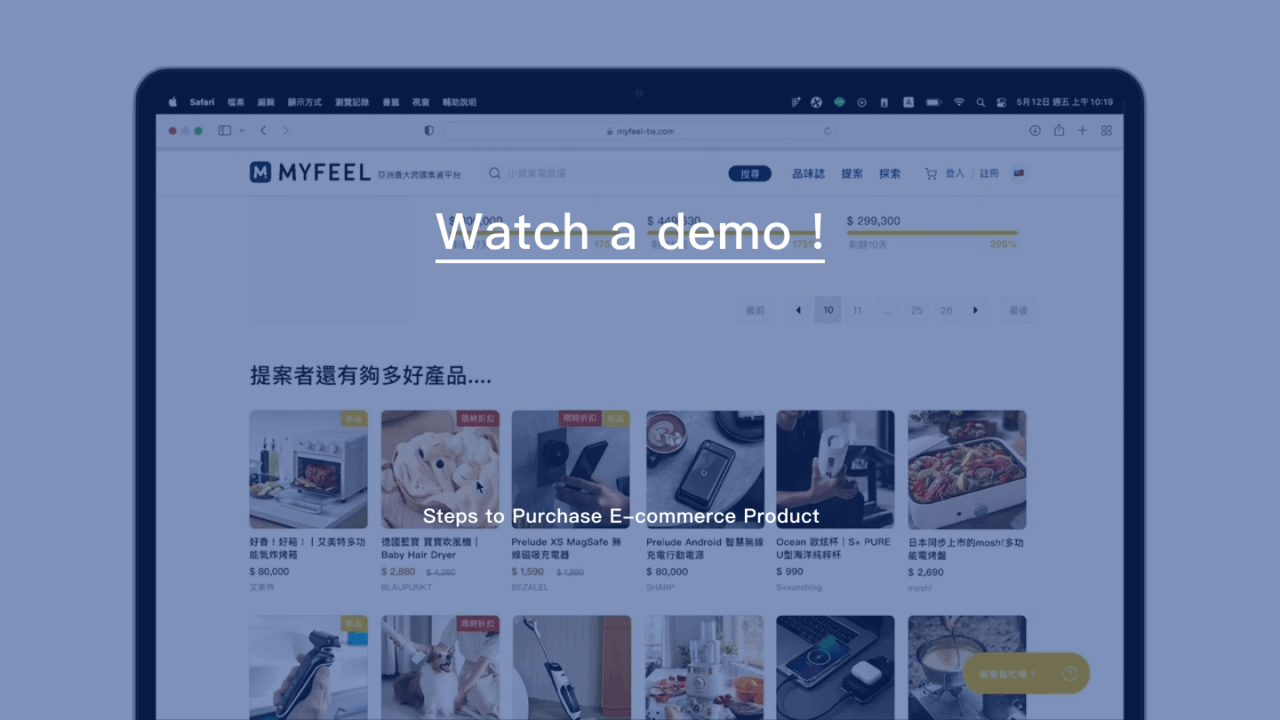 Safari 檔案 編輯 顯示方式 瀏覽記錄 書籤 視窗 輔助說明
A
5月12日 週五 上午10:19
myfeel-tw.com
M MYFEEL 亞洲最大跨國集資平台
小資家電首選
搜尋
品味誌 提案 探索 登入 | 註冊
$ 299,300
Watch a demo !
175%
剩餘10天 209%
最前 10 11 ... 25 26 最後
提案者還有夠多好產品....
新品
限時折扣
限時折扣 新品
Steps to Purchase E-commerce Product
好香！好箱！｜艾美特多功
能氣炸烤箱
$ 80,000
艾美特
德國藍寶 寶寶吹風機｜
Baby Hair Dryer
$ 2,880 $ 4,280
BLAUPUNKT
Prelude XS MagSafe 無
線磁吸充電器
$ 1,590 $ 1,980
BEZALEL
Prelude Android 智慧無線
充電行動電源
$ 80,000
SHARP
Ocean 歐炫杯｜S+ PURE
U型海洋純粹杯
$ 990
S+sunshing
日本同步上市的mosh!多功
能電烤盤
$ 2,690
mosh!
新品
限時折扣
需要幫忙嗎？